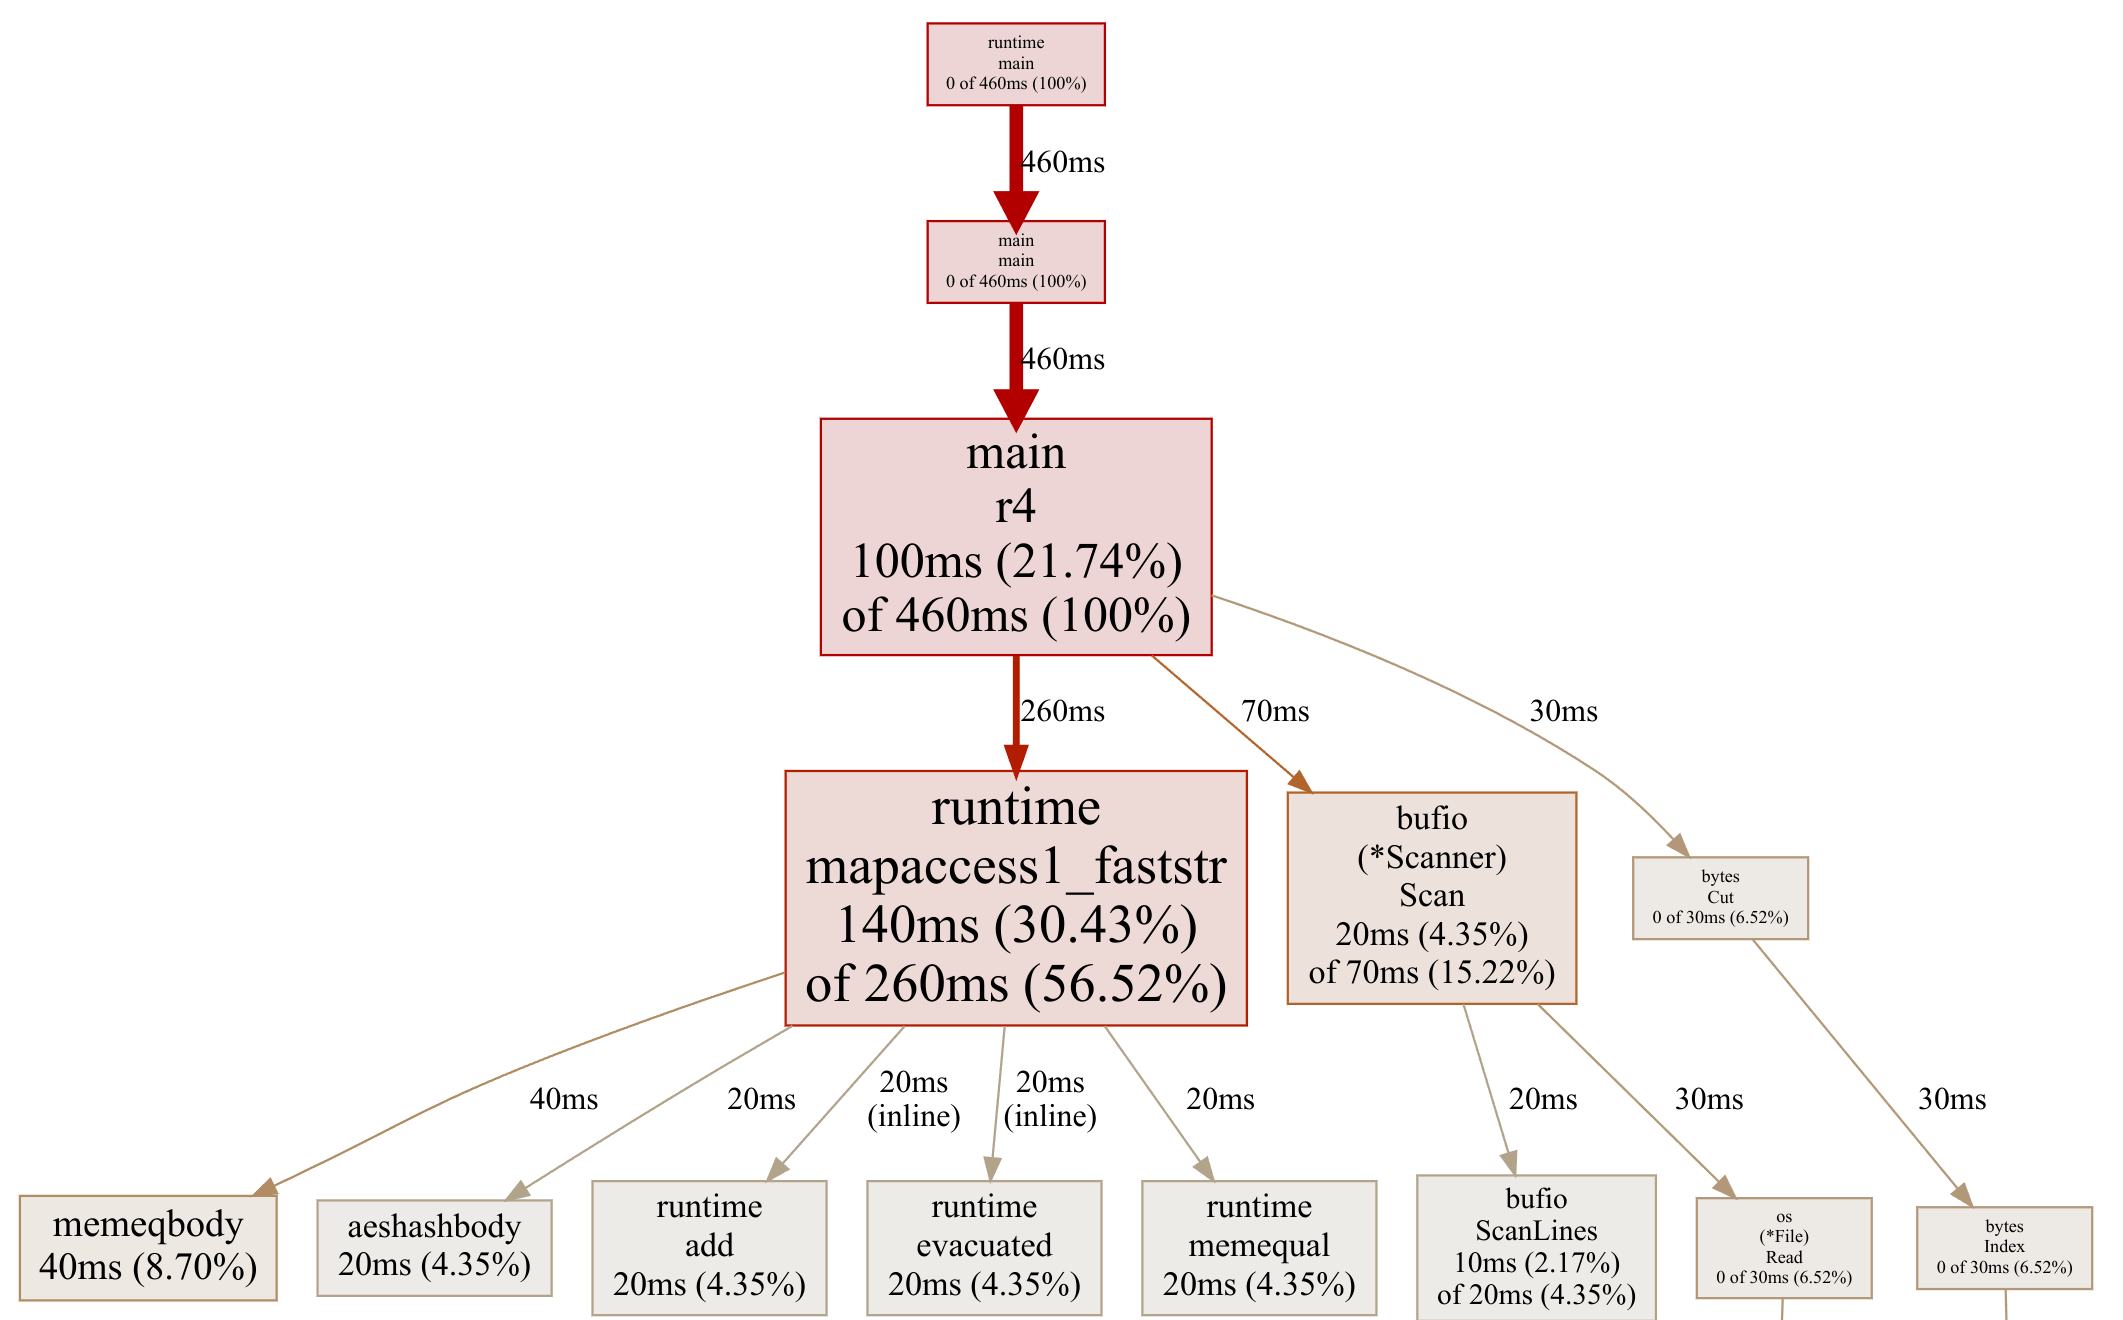 runtime
main
0 of 460ms (100%)
460ms
main
main
0 of 460ms (100%)
460ms
main
r4
100ms (21.74%)
of 460ms (100%)
260ms
70ms
30ms
runtime
mapaccess1_faststr
140ms (30.43%)
of 260ms (56.52%)
bufio
(*Scanner)
Scan
20ms (4.35%)
of 70ms (15.22%)
bytes
Cut
0 of 30ms (6.52%)
40ms
20ms
20ms
(inline)
20ms
(inline)
20ms
20ms
30ms
30ms
memeqbody
40ms (8.70%)
aeshashbody
20ms (4.35%)
runtime
add
20ms (4.35%)
runtime
evacuated
20ms (4.35%)
runtime
memequal
20ms (4.35%)
bufio
ScanLines
10ms (2.17%)
of 20ms (4.35%)
os
(*File)
Read
0 of 30ms (6.52%)
bytes
Index
0 of 30ms (6.52%)